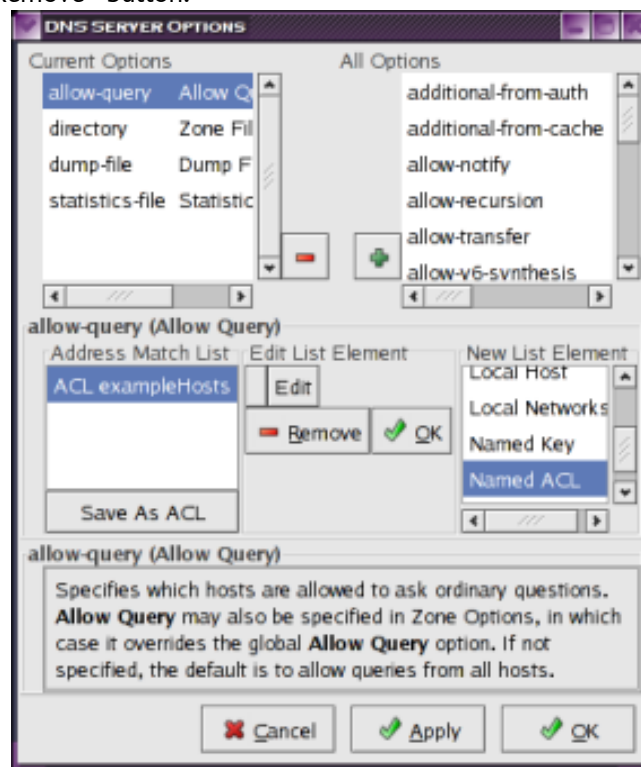 Remove" button.
DNS SERVER OPTIONS
Current Options
All Options
allow-query Allow Q
directory Zone Fil
dump-file Dump F
statistics-file Statistic
additional-from-auth
additional-from-cache
allow-notify
allow-recursion
allow-transfer
allow-v6-synthesis
allow-query (Allow Query)
Address Match List
ACL exampleHosts
Save As ACL
Edit List Element
Edit
Remove OK
New List Element
Local Host
Local Networks
Named Key
Named ACL
allow-query (Allow Query)
Specifies which hosts are allowed to ask ordinary questions.
Allow Query may also be specified in Zone Options, in which
case it overrides the global Allow Query option. If not
specified, the default is to allow queries from all hosts.
Cancel Apply OK